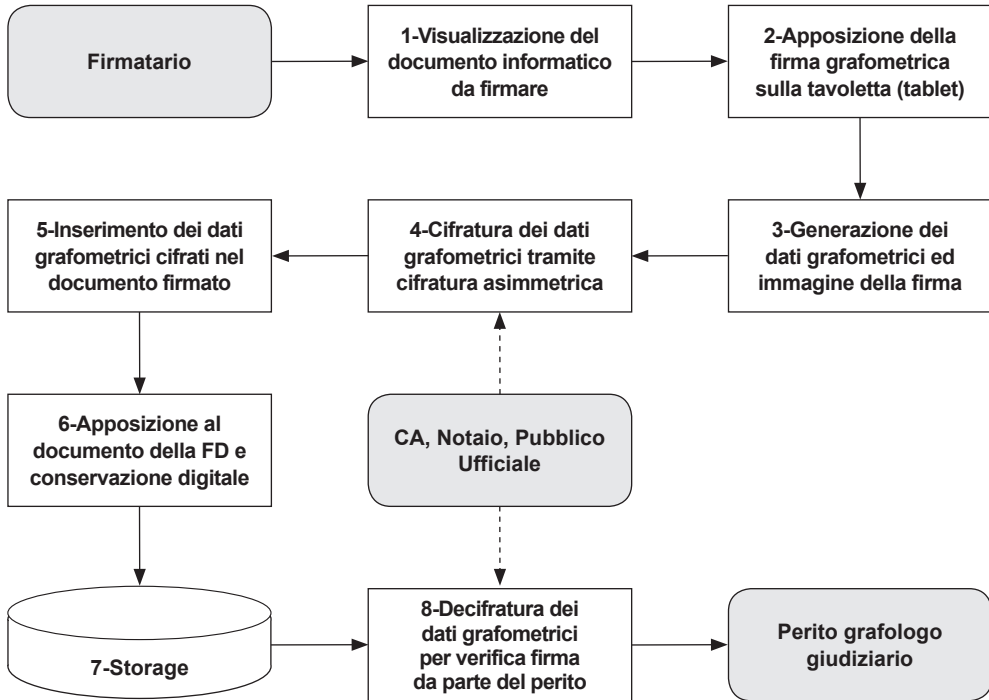 Firmatario
1-Visualizzazione del
documento informatico
da firmare
2-Apposizione della
firma grafometrica
sulla tavoletta (tablet)
3-Generazione dei
dati grafometrici ed
immagine della firma
4-Cifratura dei dati
grafometrici tramite
cifratura asimmetrica
5-Inserimento dei dati
grafometrici cifrati nel
documento firmato
6-Apposizione al
documento della FD e
conservazione digitale
CA, Notaio, Pubblico
Ufficiale
7-Storage
8-Decifratura dei
dati grafometrici
per verifica firma
da parte del perito
Perito grafologo
giudiziario